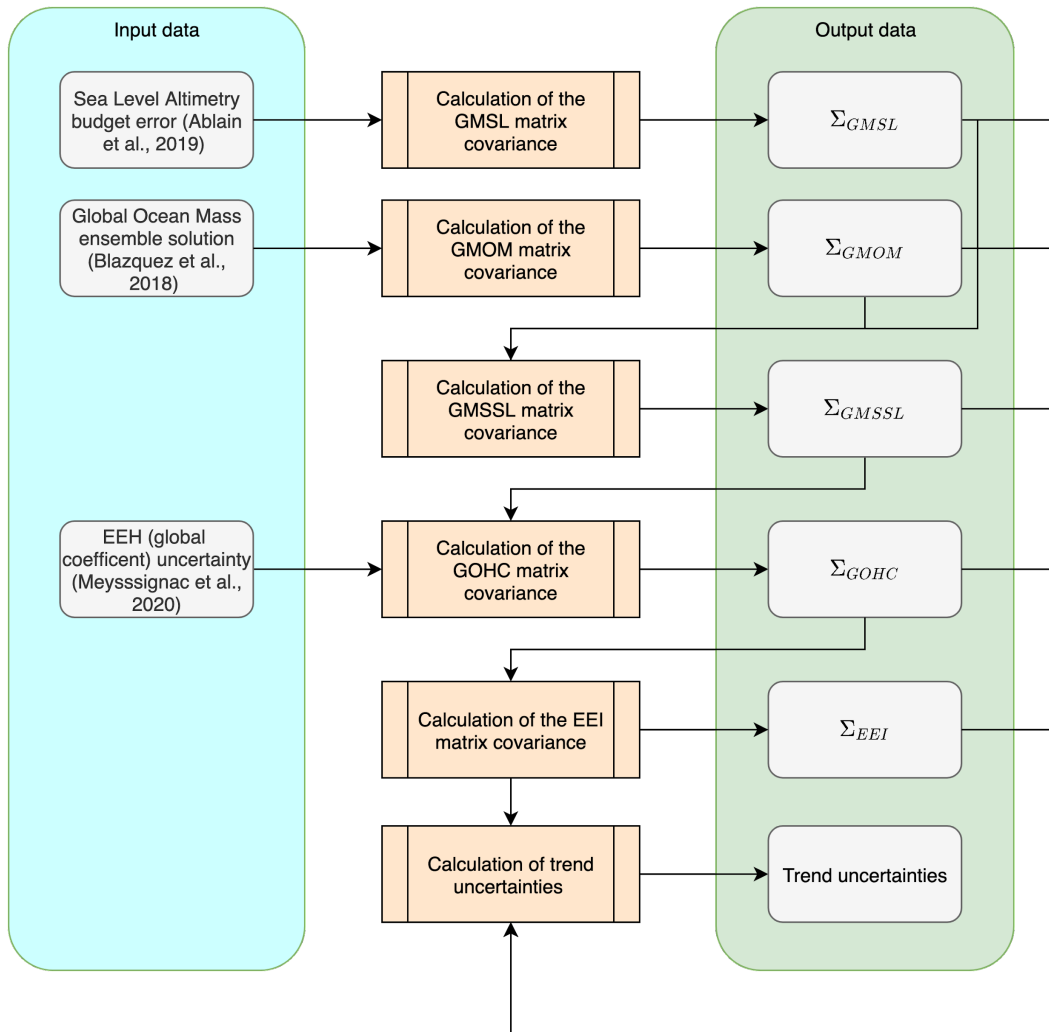 Input data
Output data
Sea Level Altimetry
budget error (Ablain
et al., 2019)
Calculation of the
GMSL matrix
covariance
Σ_GMSL
Global Ocean Mass
ensemble solution
(Blazquez et al.,
2018)
Calculation of the
GMOM matrix
covariance
Σ_GMOM
Calculation of the
GMSSL matrix
covariance
Σ_GMSSL
EEH (global
coefficent) uncertainty
(Meysssignac et al.,
2020)
Calculation of the
GOHC matrix
covariance
Σ_GOHC
Calculation of the EEI
matrix covariance
Σ_EEI
Calculation of trend
uncertainties
Trend uncertainties